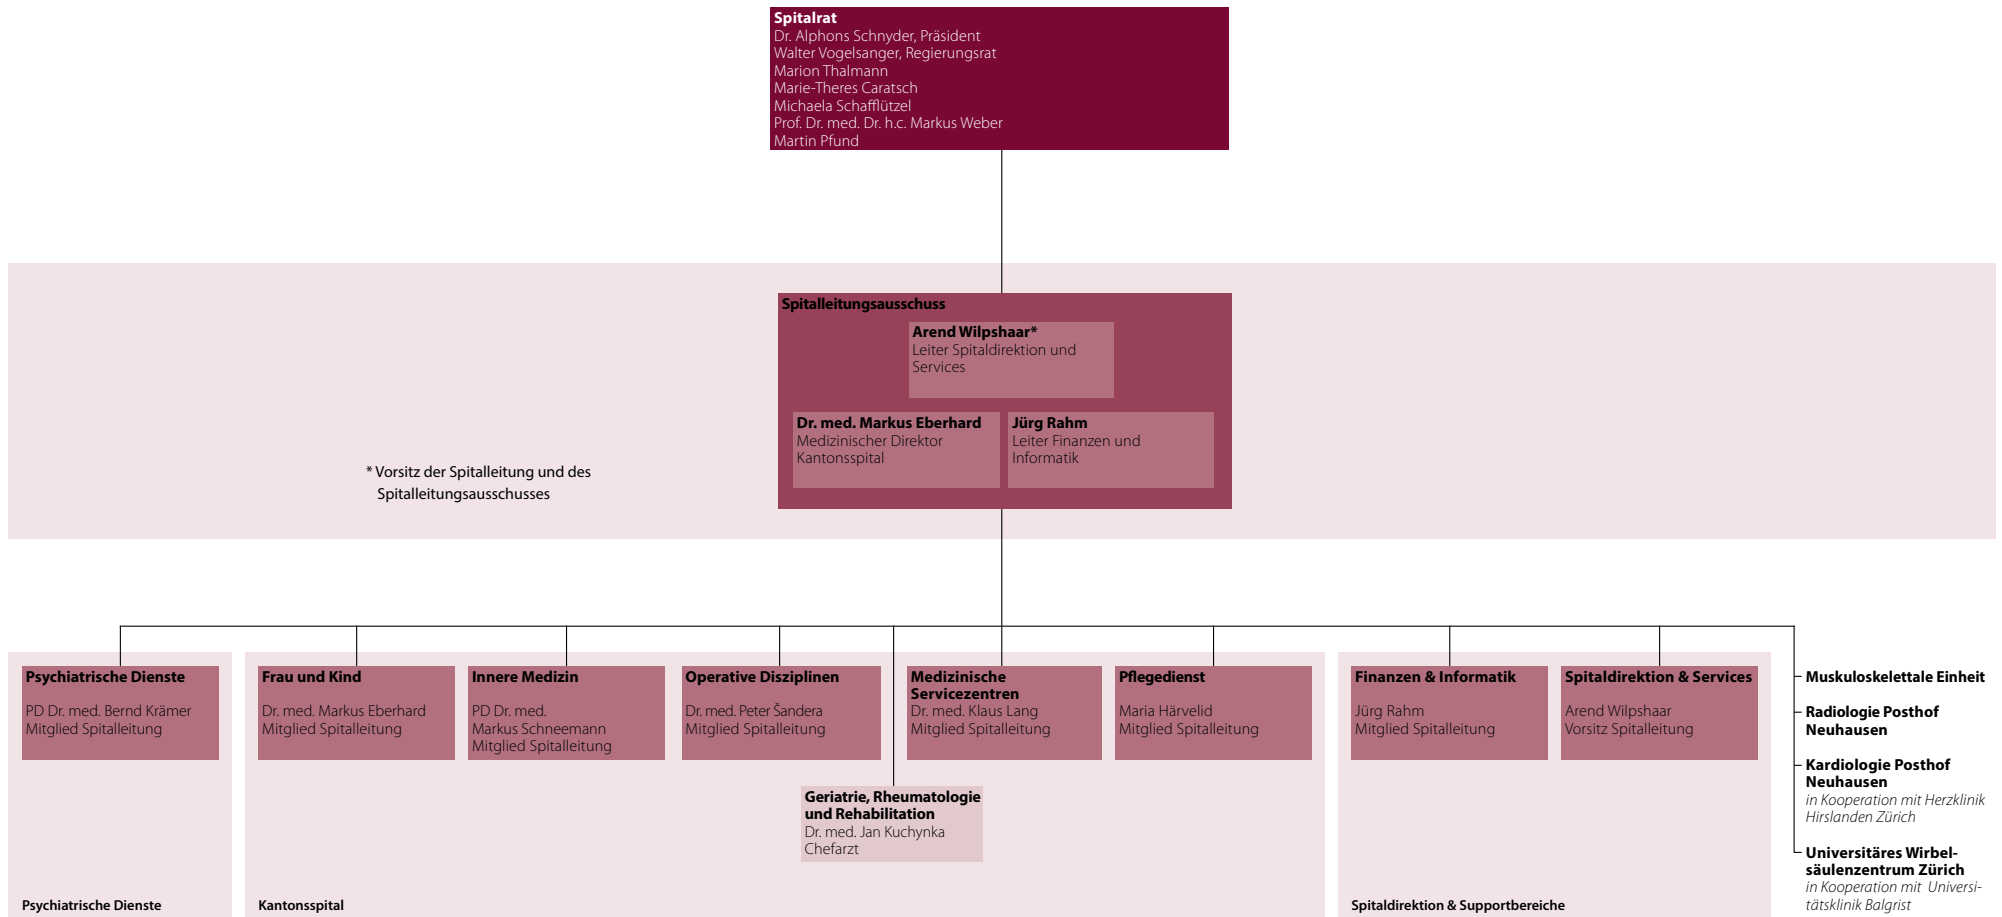 Spitalrat
Dr. Alphons Schnyder, Präsident
Walter Vogelsanger, Regierungsrat
Marion Thalmann
Marie-Theres Caratsch
Michaela Schafflützel
Prof. Dr. med. Dr. h.c. Markus Weber
Martin Pfund
Spitalleitungsausschuss
Arend Wilpshaar*
Leiter Spitaldirektion und
Services
Dr. med. Markus Eberhard
Medizinischer Direktor
Kantonsspital
Jürg Rahm
Leiter Finanzen und
Informatik
* Vorsitz der Spitalleitung und des
Spitalleitungsausschusses
Psychiatrische Dienste
PD Dr. med. Bernd Krämer
Mitglied Spitalleitung
Frau und Kind
Dr. med. Markus Eberhard
Mitglied Spitalleitung
Innere Medizin
PD Dr. med.
Markus Schneemann
Mitglied Spitalleitung
Operative Disziplinen
Dr. med. Peter Šandera
Mitglied Spitalleitung
Medizinische
Servicezentren
Dr. med. Klaus Lang
Mitglied Spitalleitung
Pflegedienst
Maria Härvelid
Mitglied Spitalleitung
Finanzen & Informatik
Jürg Rahm
Mitglied Spitalleitung
Spitaldirektion & Services
Arend Wilpshaar
Vorsitz Spitalleitung
Geriatrie, Rheumatologie
und Rehabilitation
Dr. med. Jan Kuchynka
Chefarzt
Muskuloskelettale Einheit
Radiologie Posthof
Neuhausen
Kardiologie Posthof
Neuhausen
in Kooperation mit Herzklinik
Hirslanden Zürich
Universitäres Wirbel-
säulenzentrum Zürich
in Kooperation mit Universi-
tätsklinik Balgrist
Psychiatrische Dienste
Kantonsspital
Spitaldirektion & Supportbereiche